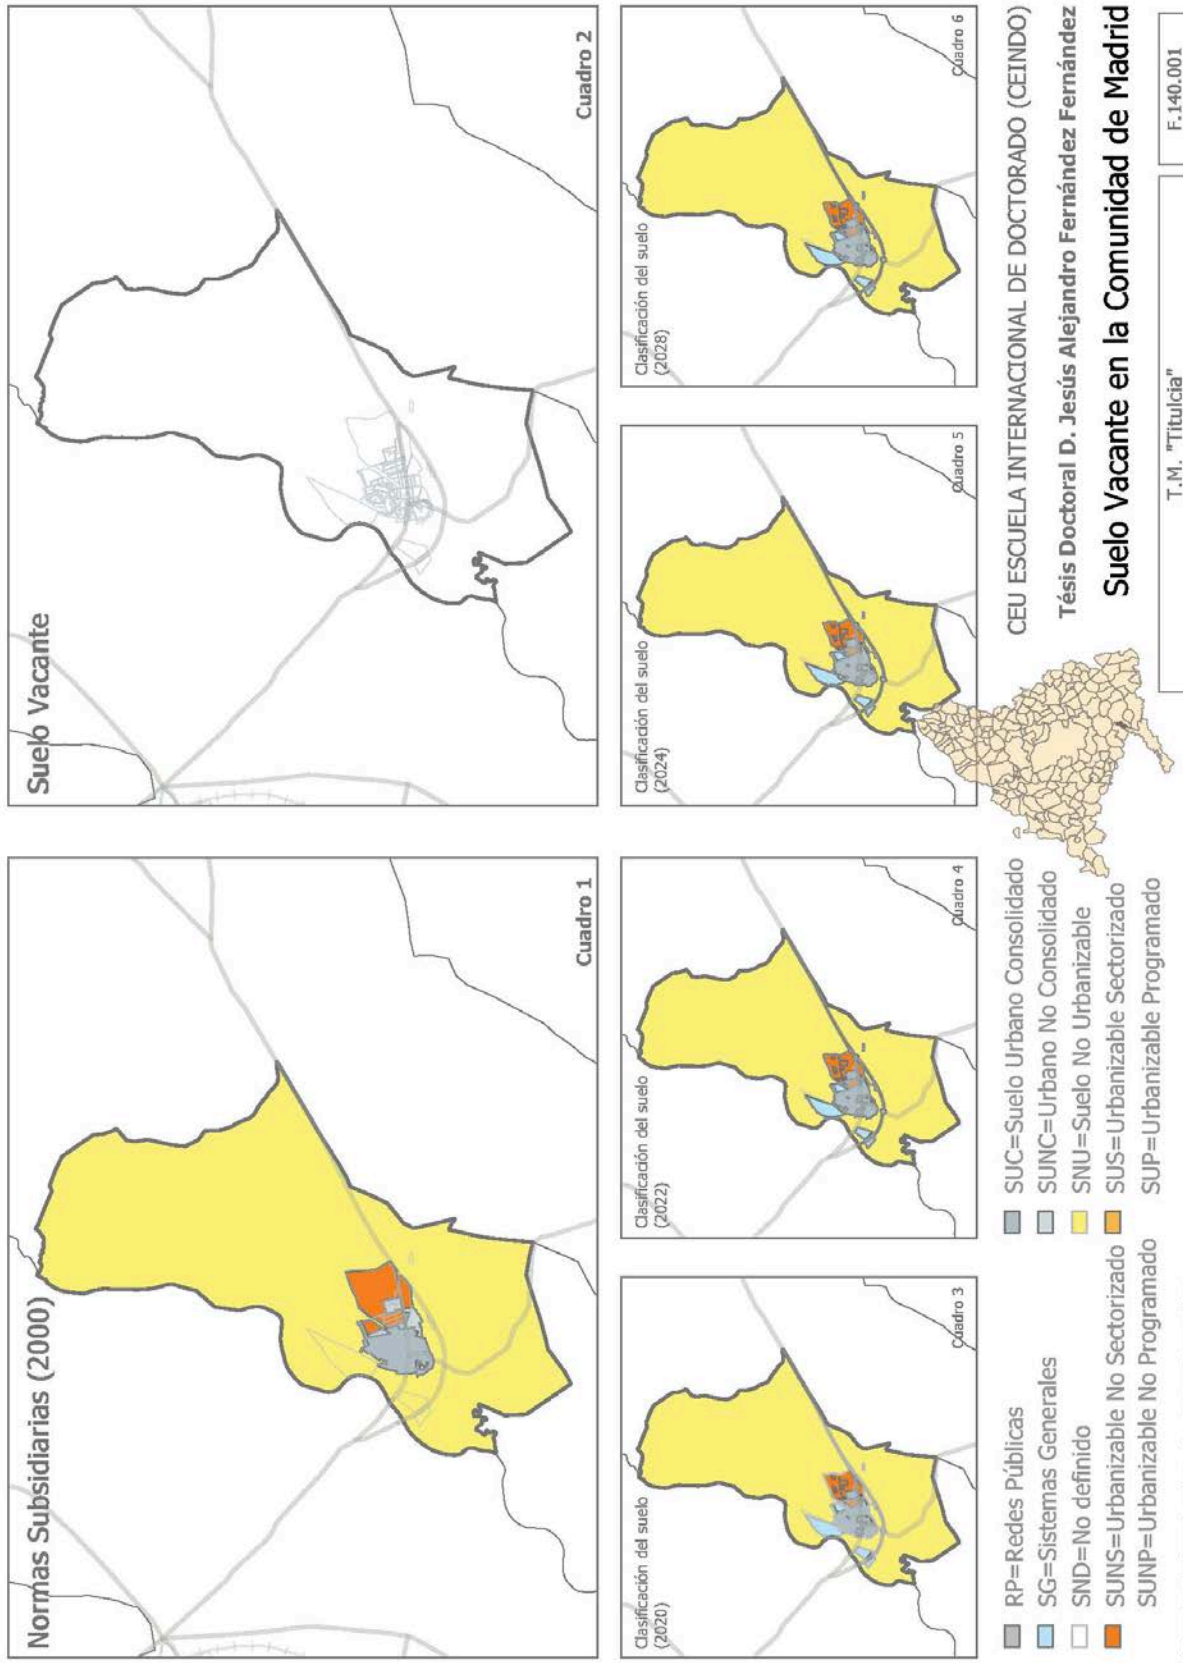 Normas Subsidiarias (2000)
Cuadro 1
Suelo Vacante
Cuadro 2
Clasificación del suelo
(2020)
Cuadro 3
Clasificación del suelo
(2022)
Cuadro 4
Clasificación del suelo
(2024)
Cuadro 5
Clasificación del suelo
(2028)
Cuadro 6
RP=Redes Públicas
SG=Sistemas Generales
SND=No definido
SUNS=Urbanizable No Sectorizado
SUNP=Urbanizable No Programado
SUC=Suelo Urbano Consolidado
SUNC=Urbano No Consolidado
SNU=Suelo No Urbanizable
SUS=Urbanizable Sectorizado
SUP=Urbanizable Programado
CEU ESCUELA INTERNACIONAL DE DOCTORADO (CEINDO)
Tésis Doctoral D. Jesús Alejandro Fernández Fernández
Suelo Vacante en la Comunidad de Madrid
T.M. "Titulcia"
F.140.001